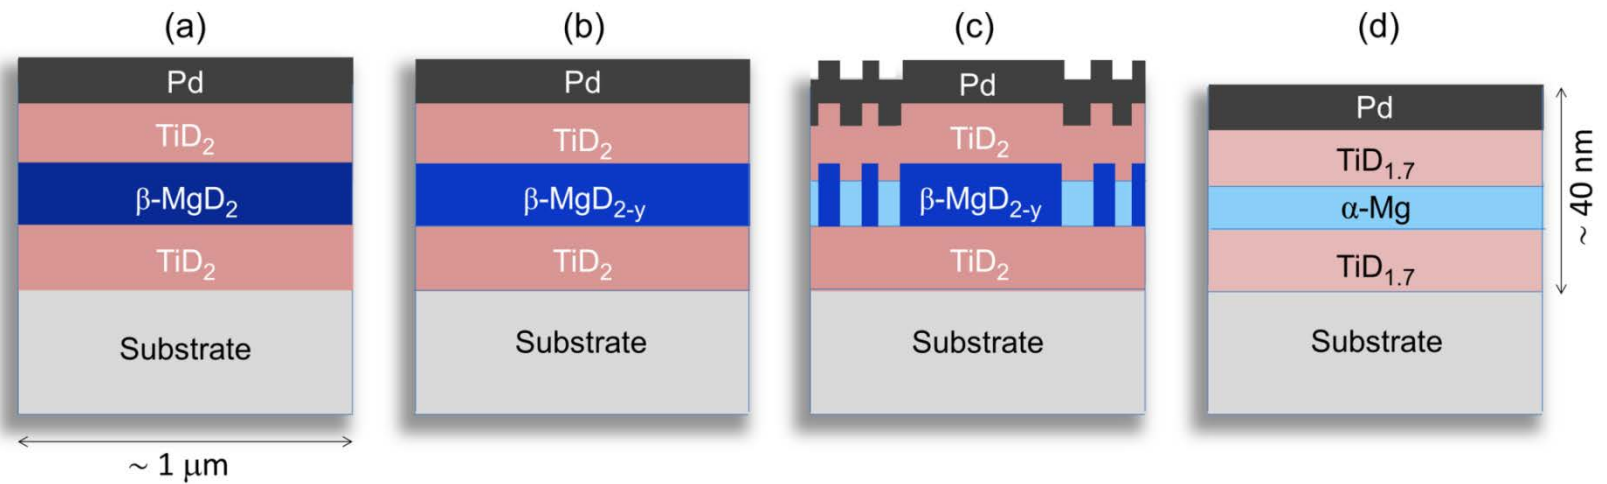 (a) (b) (c) (d)
Pd Pd Pd Pd
TiD₂ TiD₂ TiD₂ TiD₁.₇
β-MgD₂ β-MgD₂₋y β-MgD₂₋y α-Mg
TiD₂ TiD₂ TiD₂ TiD₁.₇
Substrate Substrate Substrate Substrate
~ 40 nm
~ 1 μm